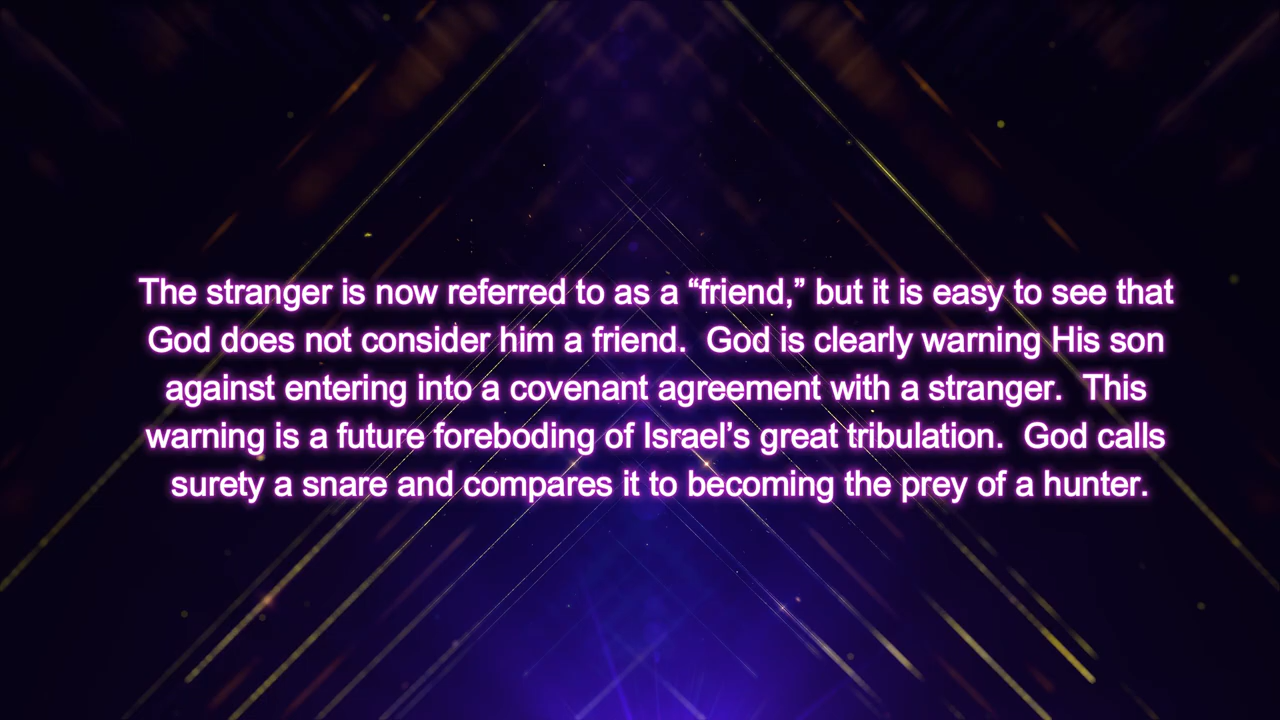 The stranger is now referred to as a “friend,” but it is easy to see that
God does not consider him a friend.  God is clearly warning His son
against entering into a covenant agreement with a stranger.  This
warning is a future foreboding of Israel’s great tribulation.  God calls
surety a snare and compares it to becoming the prey of a hunter.